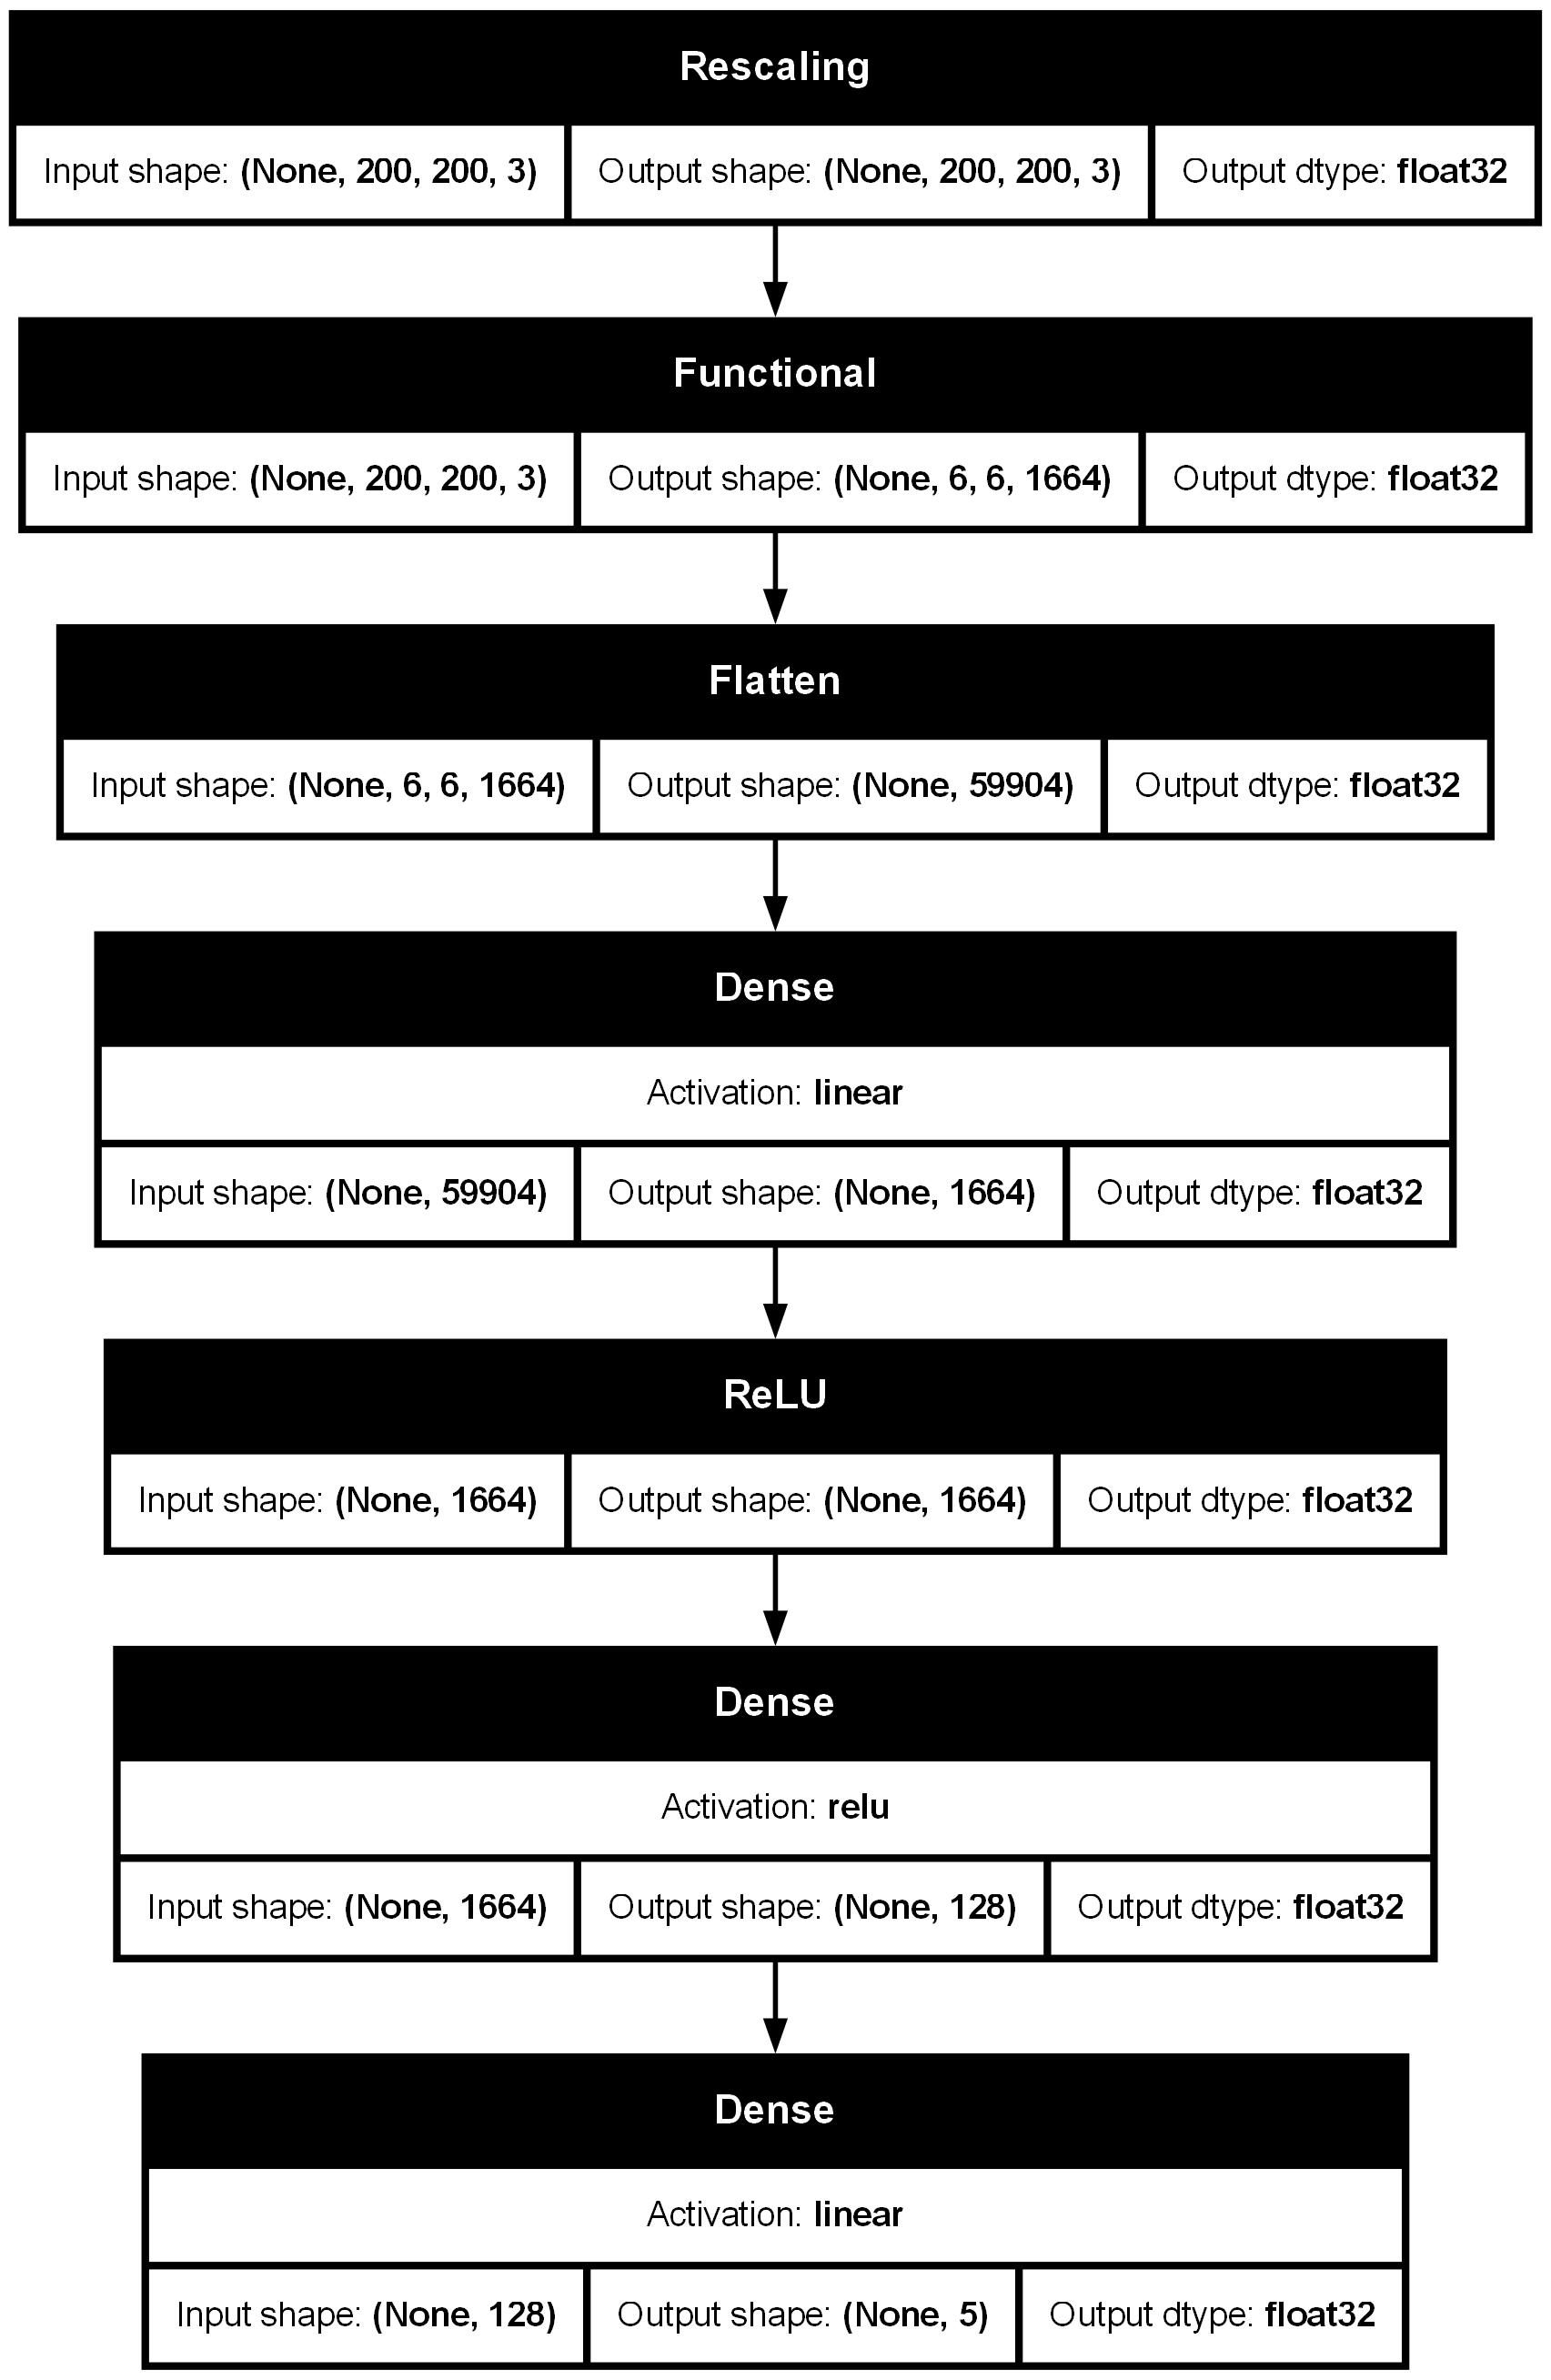 Rescaling
Input shape: (None, 200, 200, 3) Output shape: (None, 200, 200, 3) Output dtype: float32
Functional
Input shape: (None, 200, 200, 3) Output shape: (None, 6, 6, 1664) Output dtype: float32
Flatten
Input shape: (None, 6, 6, 1664) Output shape: (None, 59904) Output dtype: float32
Dense
Activation: linear
Input shape: (None, 59904) Output shape: (None, 1664) Output dtype: float32
ReLU
Input shape: (None, 1664) Output shape: (None, 1664) Output dtype: float32
Dense
Activation: relu
Input shape: (None, 1664) Output shape: (None, 128) Output dtype: float32
Dense
Activation: linear
Input shape: (None, 128) Output shape: (None, 5) Output dtype: float32